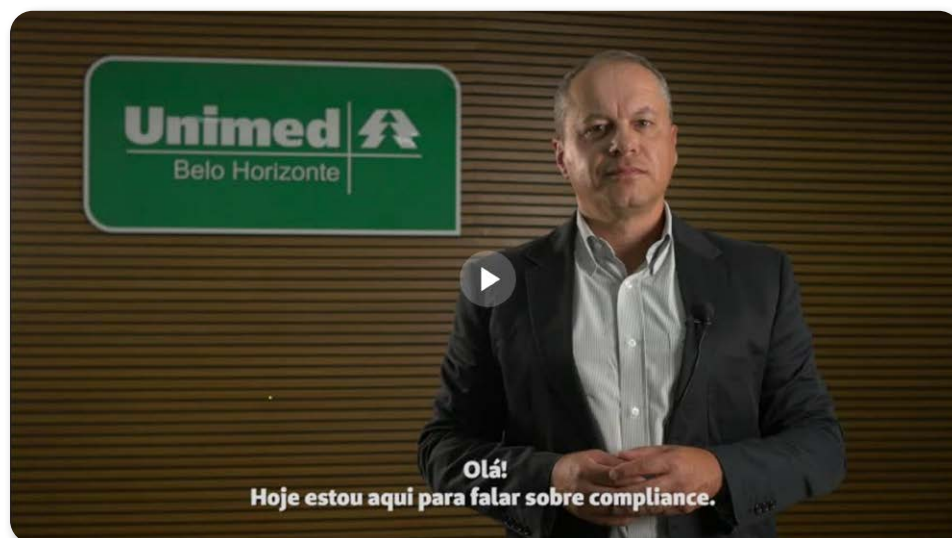 Unimed
Belo Horizonte
Olá!
Hoje estou aqui para falar sobre compliance.